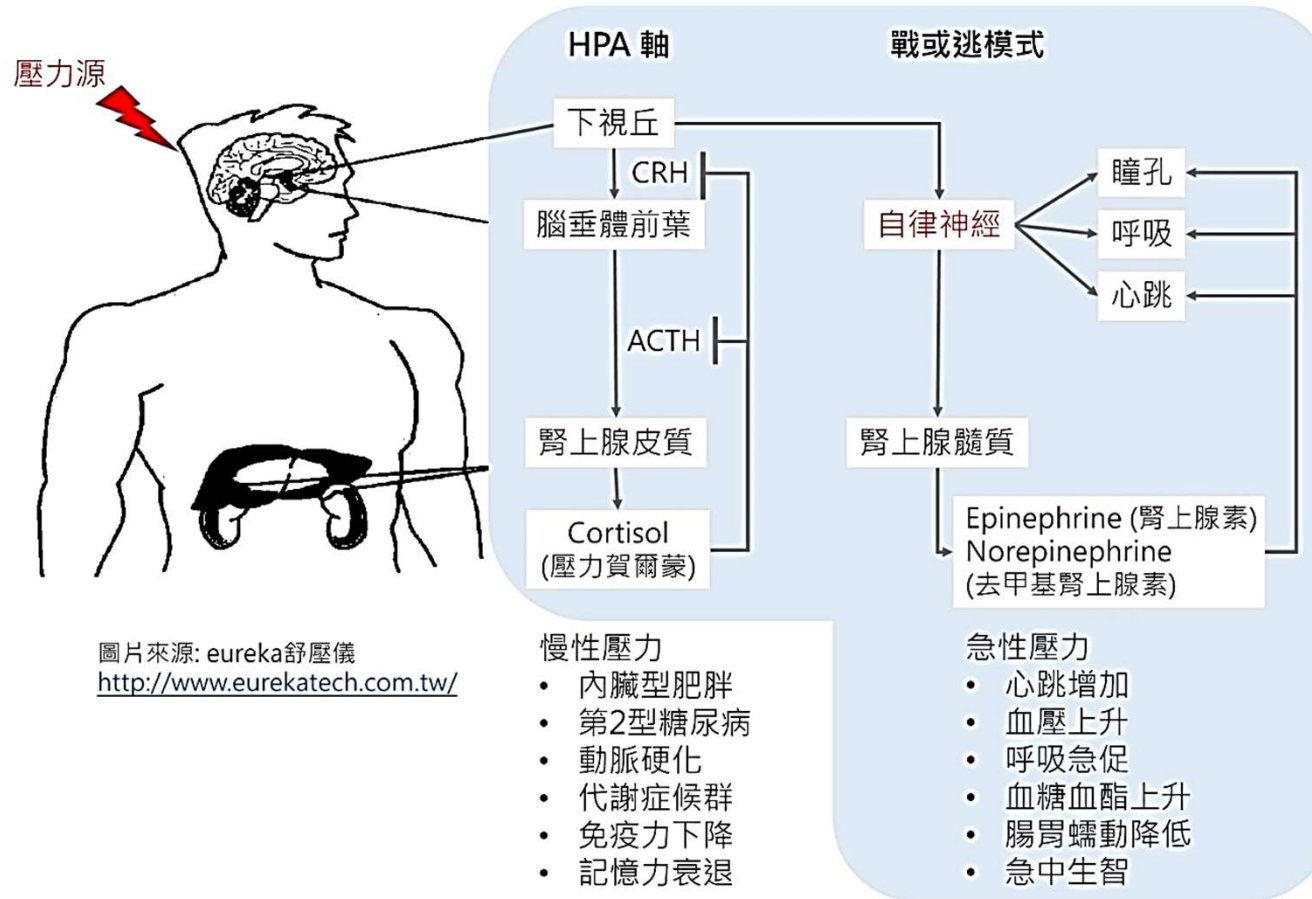 壓力源
HPA 軸
戰或逃模式
下視丘
CRH
腦垂體前葉
ACTH
腎上腺皮質
Cortisol
(壓力賀爾蒙)
自律神經
瞳孔
呼吸
心跳
腎上腺髓質
Epinephrine (腎上腺素)
Norepinephrine
(去甲基腎上腺素)
圖片來源: eureka舒壓儀
http://www.eurekatech.com.tw/
慢性壓力
• 內臟型肥胖
• 第2型糖尿病
• 動脈硬化
• 代謝症候群
• 免疫力下降
• 記憶力衰退
急性壓力
• 心跳增加
• 血壓上升
• 呼吸急促
• 血糖血酯上升
• 腸胃蠕動降低
• 急中生智